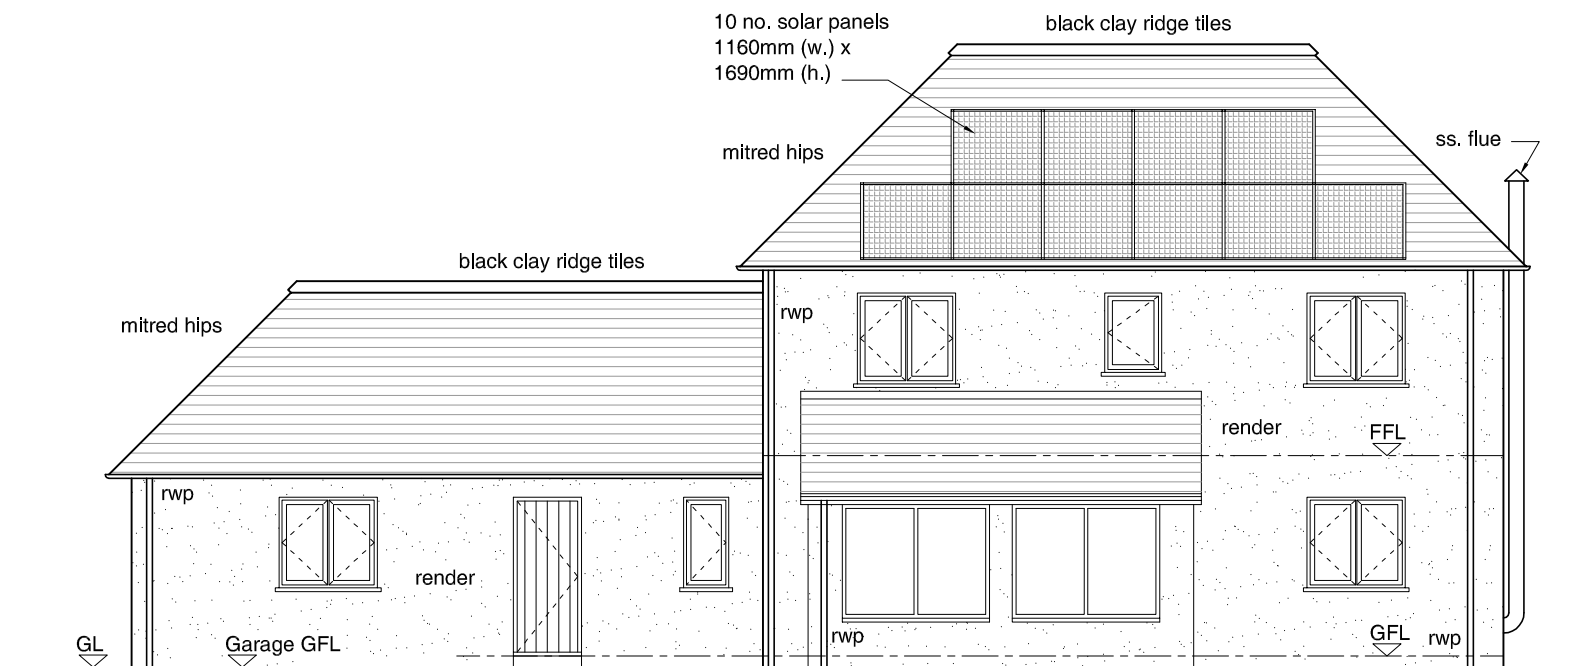 10 no. solar panels
1160mm (w.) x
1690mm (h.)
black clay ridge tiles
mitred hips
ss. flue
black clay ridge tiles
mitred hips
rwp
render
FFL
rwp
render
GL
Garage GFL
rwp
GFL
rwp